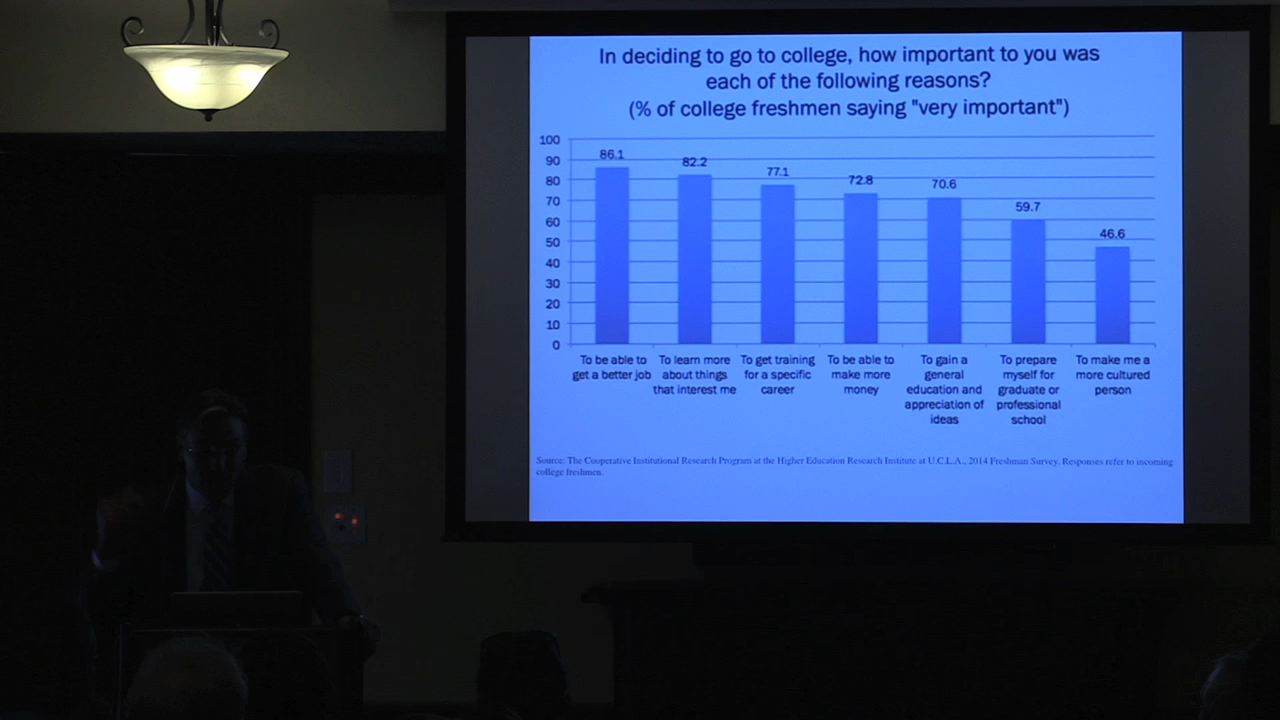 In deciding to go to college, how important to you was
each of the following reasons?
(% of college freshmen saying "very important")
100
90
80
70
60
50
40
30
20
10
0
86.1
82.2
77.1
72.8
70.6
59.7
46.6
To be able to
get a better job
To learn more
about things
that interest me
To get training
for a specific
career
To be able to
make more
money
To gain a
general
education and
appreciation of
ideas
To prepare
myself for
graduate or
professional
school
To make me a
more cultured
person
Source: The Cooperative Institutional Research Program at the Higher Education Research Institute at U.C.L.A., 2014 Freshman Survey. Responses refer to incoming
college freshmen.